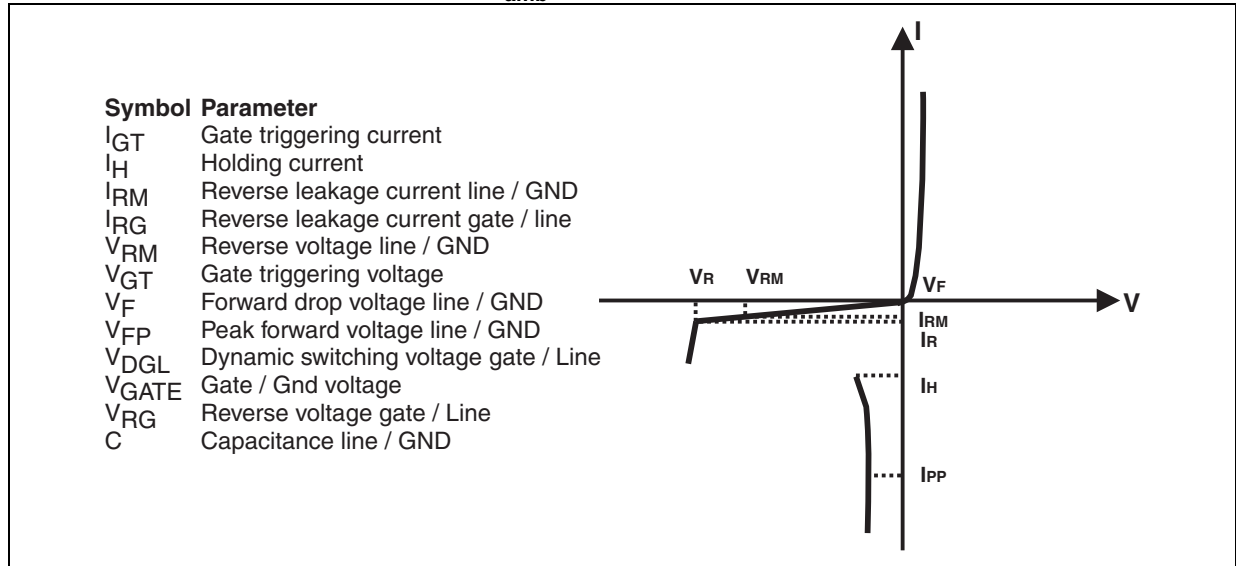 amb
Symbol Parameter
IGT Gate triggering current
IH Holding current
IRM Reverse leakage current line / GND
IRG Reverse leakage current gate / line
VRM Reverse voltage line / GND
VGT Gate triggering voltage
VF Forward drop voltage line / GND
VFP Peak forward voltage line / GND
VDGL Dynamic switching voltage gate / Line
VGATE Gate / Gnd voltage
VRG Reverse voltage gate / Line
C Capacitance line / GND
I
VR VRM VF
V
IRM
IR
IH
IPP